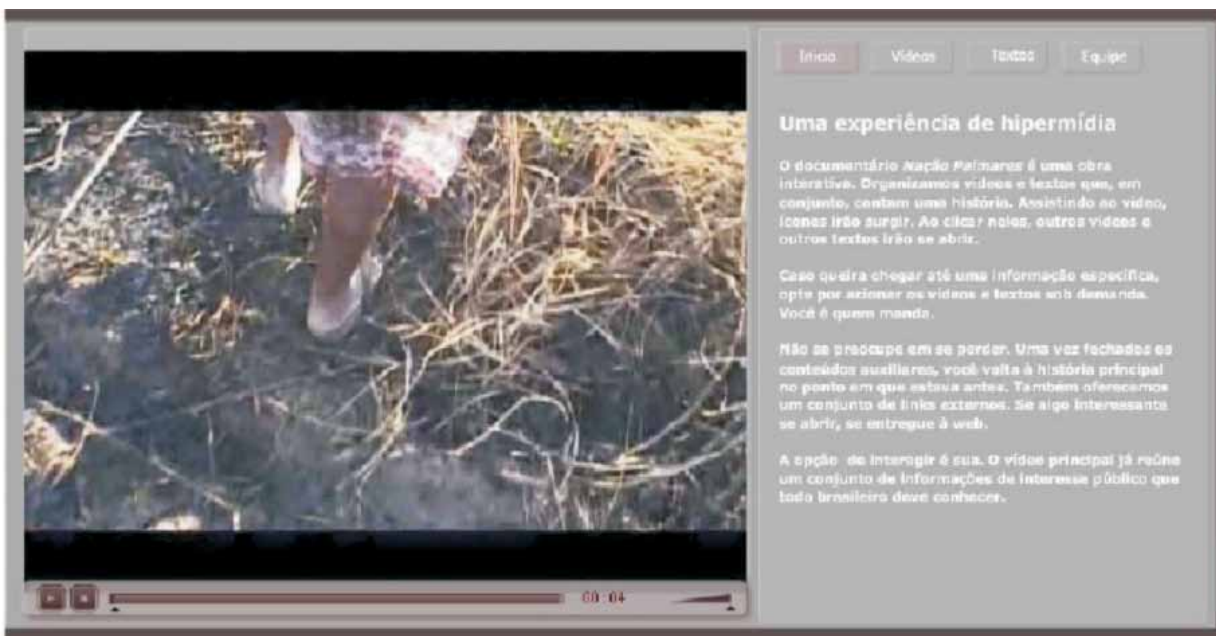 Início
Vídeos
Textos
Equipe
Uma experiência de hipermídia
O documentário Nação Palmares é uma obra
interativa. Organizamos vídeos e textos que, em
conjunto, contam uma história. Assistindo ao vídeo,
ícones irão surgir. Ao clicar neles, outros vídeos e
outros textos irão se abrir.
Caso queira chegar até uma informação específica,
opte por acionar os vídeos e textos sob demanda.
Você é quem manda.
Não se preocupe em se perder. Uma vez fechados os
conteúdos auxiliares, você volta à história principal
no ponto em que estava antes. Também oferecemos
um conjunto de links externos. Se algo interessante
se abrir, se entregue à web.
A opção de interagir é sua. O vídeo principal já reúne
um conjunto de informações de interesse público que
todo brasileiro deve conhecer.
00:04